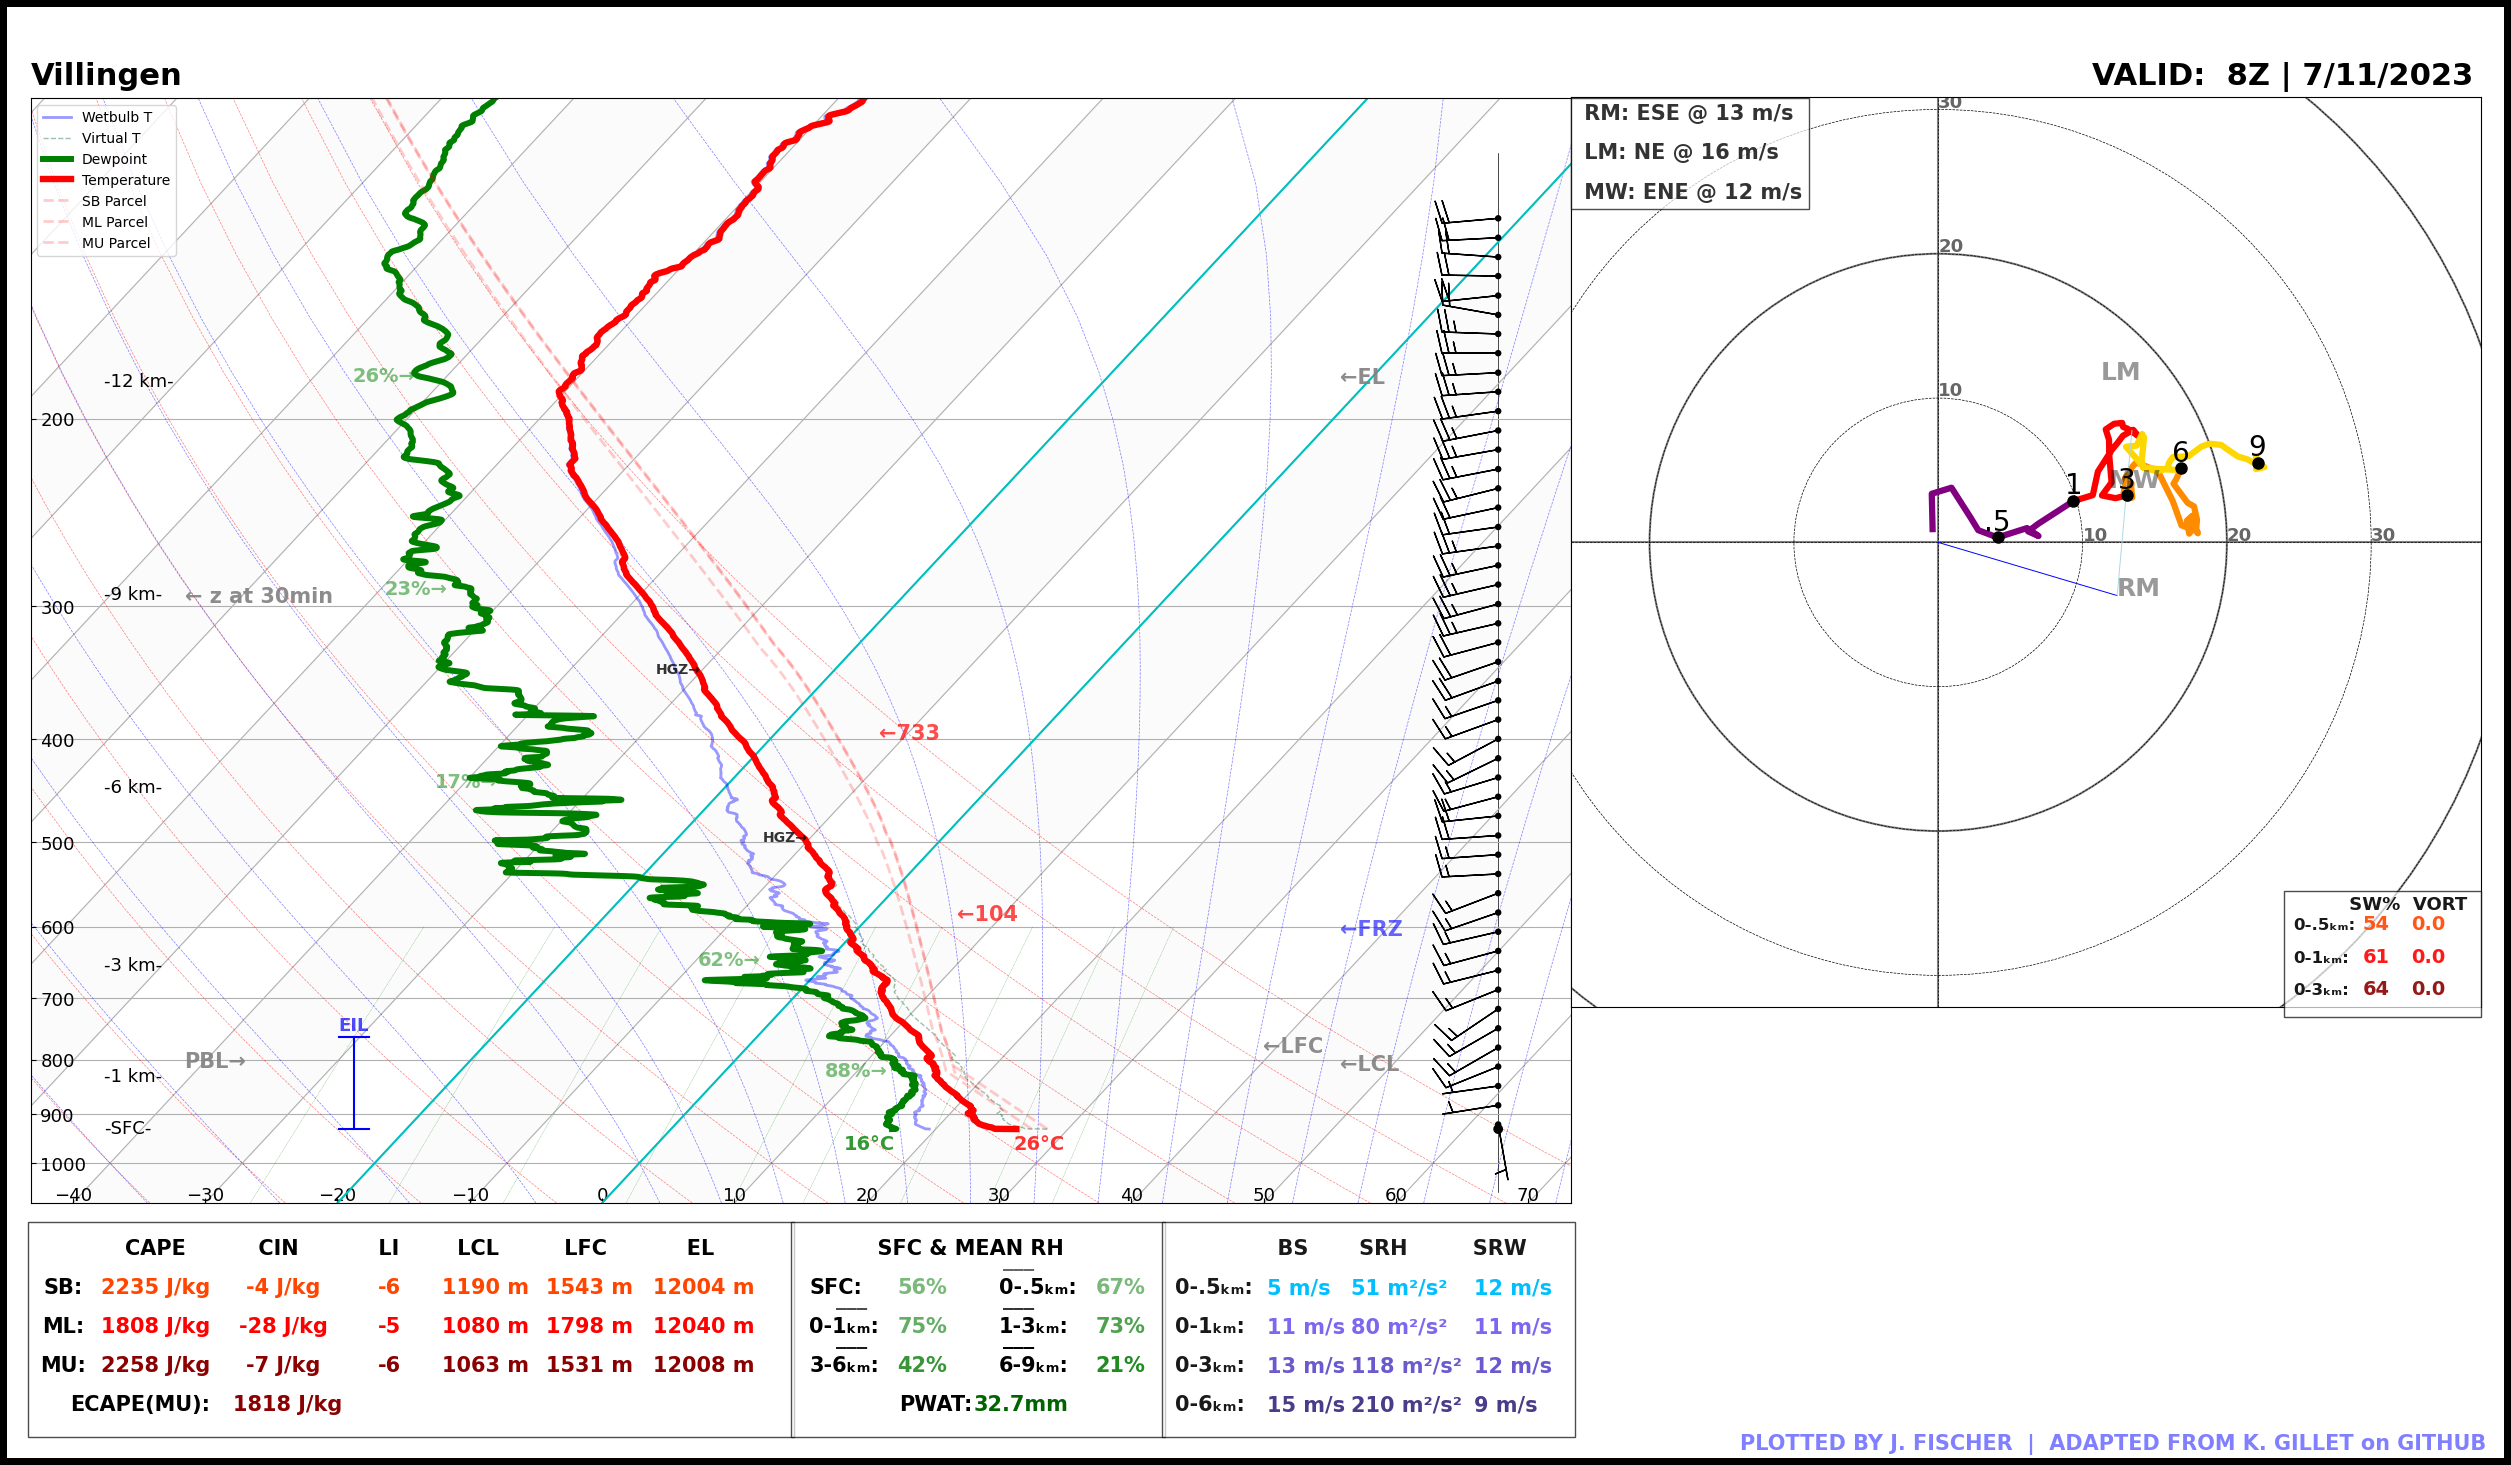 Villingen
VALID:  8Z | 7/11/2023
Wetbulb T
Virtual T
Dewpoint
Temperature
SB Parcel
ML Parcel
MU Parcel
RM: ESE @ 13 m/s
LM: NE @ 16 m/s
MW: ENE @ 12 m/s
30
20
10
10
20
30
LM
MW
RM
.5
1
3
6
9
SW% VORT
0-.5km: 54 0.0
0-1km: 61 0.0
0-3km: 64 0.0
-12 km-
26%→
←EL
200
-9 km-
← z at 30min
23%→
300
HGZ→
←733
400
-6 km-
17%→
HGZ→
500
←104
600
←FRZ
-3 km-
62%→
700
EIL
PBL→
←LFC
←LCL
800
-1 km-
88%→
900
-SFC-
16°C
26°C
1000
−40 −30 −20 −10 0 10 20 30 40 50 60 70
CAPE CIN LI LCL LFC EL
SB: 2235 J/kg -4 J/kg -6 1190 m 1543 m 12004 m
ML: 1808 J/kg -28 J/kg -5 1080 m 1798 m 12040 m
MU: 2258 J/kg -7 J/kg -6 1063 m 1531 m 12008 m
ECAPE(MU): 1818 J/kg
SFC & MEAN RH
SFC: 56% 0-.5km: 67%
0-1km: 75% 1-3km: 73%
3-6km: 42% 6-9km: 21%
PWAT: 32.7mm
BS SRH SRW
0-.5km: 5 m/s 51 m²/s² 12 m/s
0-1km: 11 m/s 80 m²/s² 11 m/s
0-3km: 13 m/s 118 m²/s² 12 m/s
0-6km: 15 m/s 210 m²/s² 9 m/s
PLOTTED BY J. FISCHER  |  ADAPTED FROM K. GILLET on GITHUB